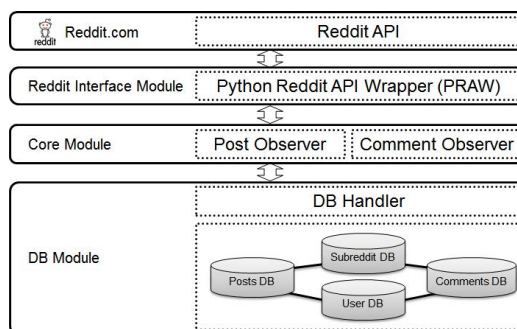 reddit
Reddit.com
Reddit API
Reddit Interface Module
Python Reddit API Wrapper (PRAW)
Core Module
Post Observer
Comment Observer
DB Module
DB Handler
Subreddit DB
Posts DB
Comments DB
User DB